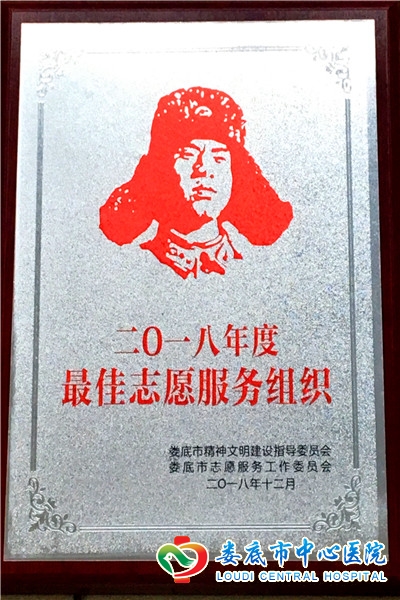 二〇一八年度
最佳志愿服务组织
娄底市精神文明建设指导委员会
娄底市志愿服务工作委员会
二〇一八年十二月
娄底市中心医院
LOUDI CENTRAL HOSPITAL